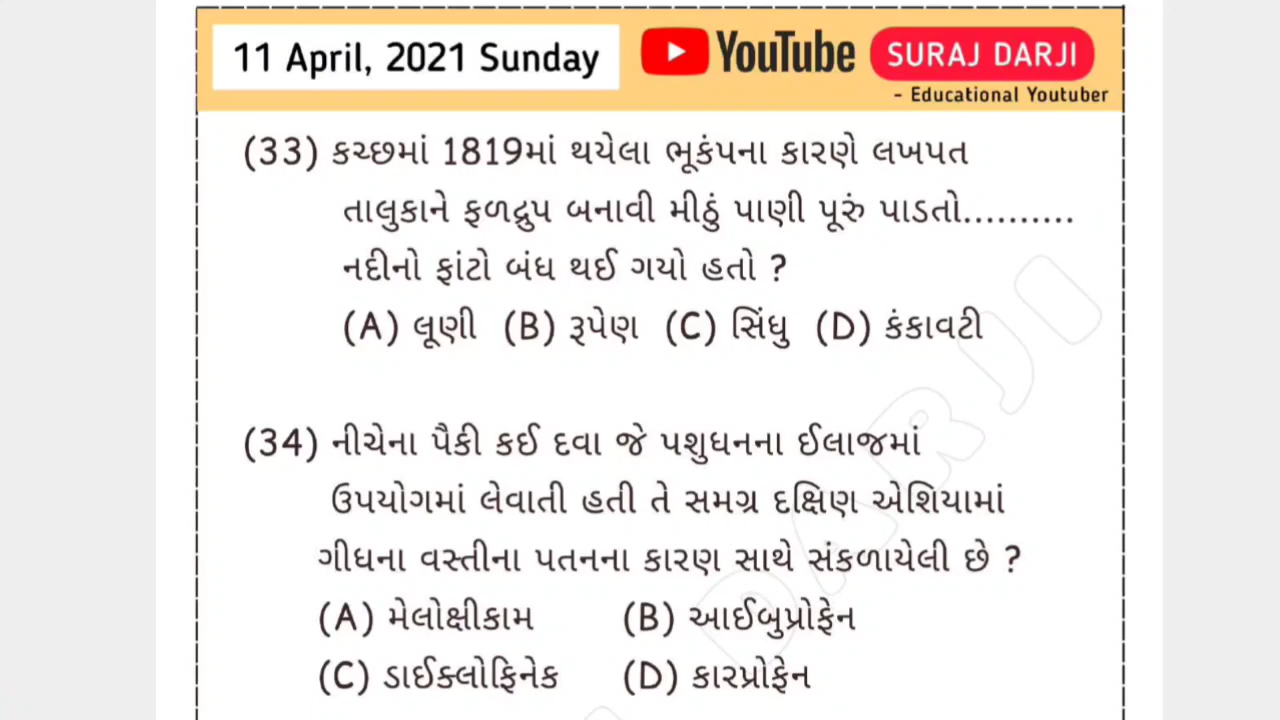 11 April, 2021 Sunday YouTube SURAJ DARJI
- Educational Youtuber
(33) કચ્છમાં 1819માં થયેલા ભૂકંપના કારણે લખપત
તાલુકાને ફળદ્રુપ બનાવી મીઠું પાણી પૂરું પાડતો..........
નદીનો ફાંટો બંધ થઈ ગયો હતો ?
(A) લૂણી (B) રૂપેણ (C) સિંધુ (D) કંકાવટી
(34) નીચેના પૈકી કઈ દવા જે પશુધનના ઈલાજમાં
ઉપયોગમાં લેવાતી હતી તે સમગ્ર દક્ષિણ એશિયામાં
ગીધના વસ્તીના પતનના કારણ સાથે સંકળાયેલી છે ?
(A) મેલોક્ષીકામ (B) આઈબુપ્રોફેન
(C) ડાઈક્લોફિનેક (D) કારપ્રોફેન
DARJI